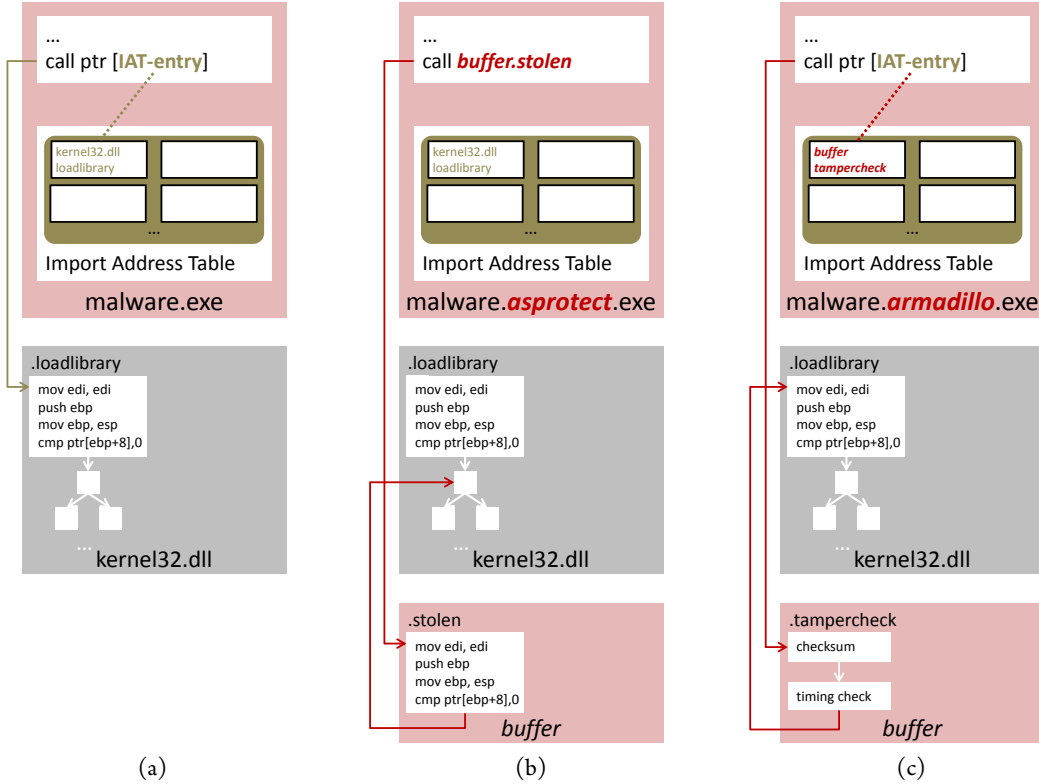 ...
call ptr [IAT-entry]
kernel32.dll
loadlibrary
...
Import Address Table
malware.exe
.loadlibrary
mov edi, edi
push ebp
mov ebp, esp
cmp ptr[ebp+8],0
...
kernel32.dll
(a)
...
call buffer.stolen
kernel32.dll
loadlibrary
...
Import Address Table
malware.asprotect.exe
.loadlibrary
mov edi, edi
push ebp
mov ebp, esp
cmp ptr[ebp+8],0
...
kernel32.dll
.stolen
mov edi, edi
push ebp
mov ebp, esp
cmp ptr[ebp+8],0
buffer
(b)
...
call ptr [IAT-entry]
buffer
tampercheck
...
Import Address Table
malware.armadillo.exe
.loadlibrary
mov edi, edi
push ebp
mov ebp, esp
cmp ptr[ebp+8],0
...
kernel32.dll
.tampercheck
checksum
timing check
buffer
(c)